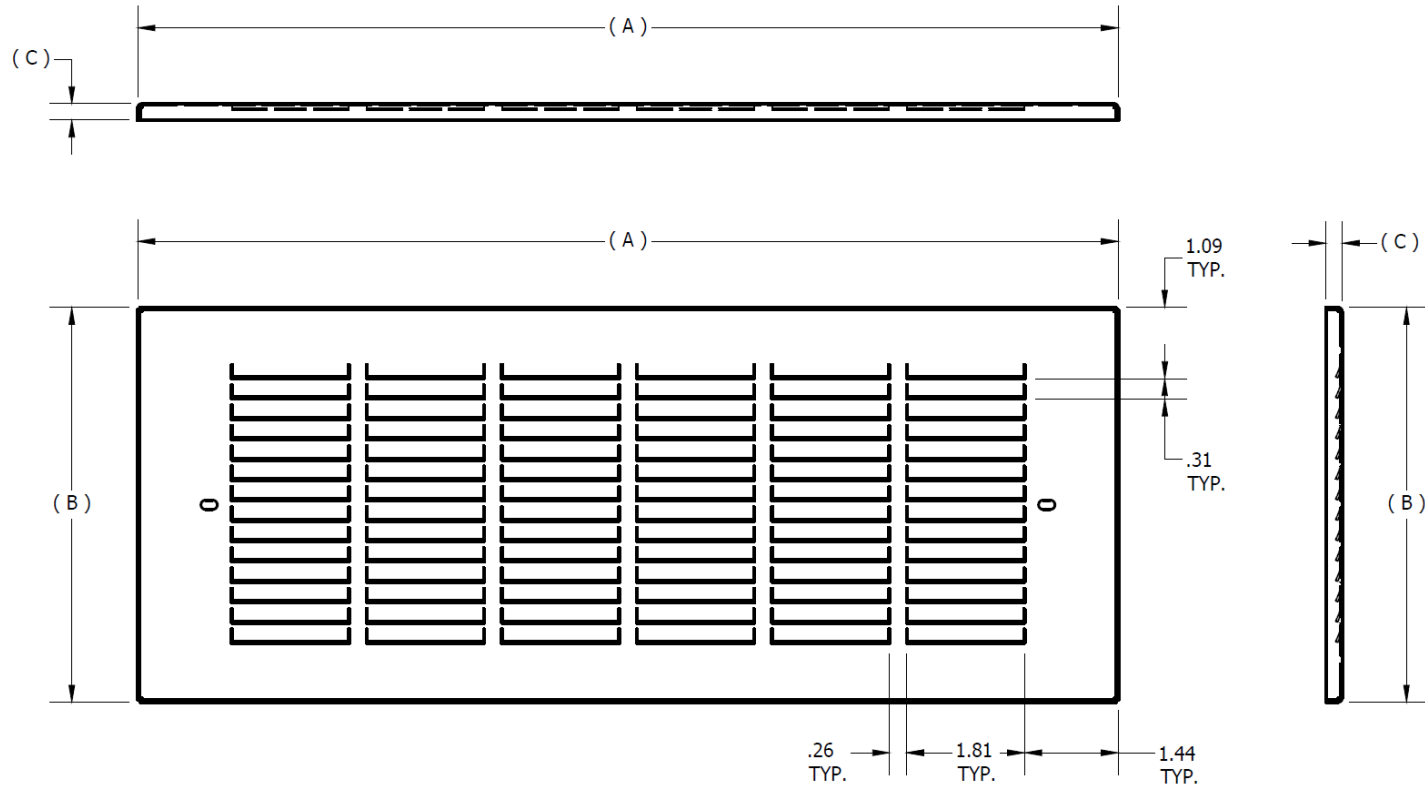 ( A )
( C )
( A )
( C )
1.09
TYP.
.31
TYP.
( B )
( B )
.26
TYP.
1.81
TYP.
1.44
TYP.